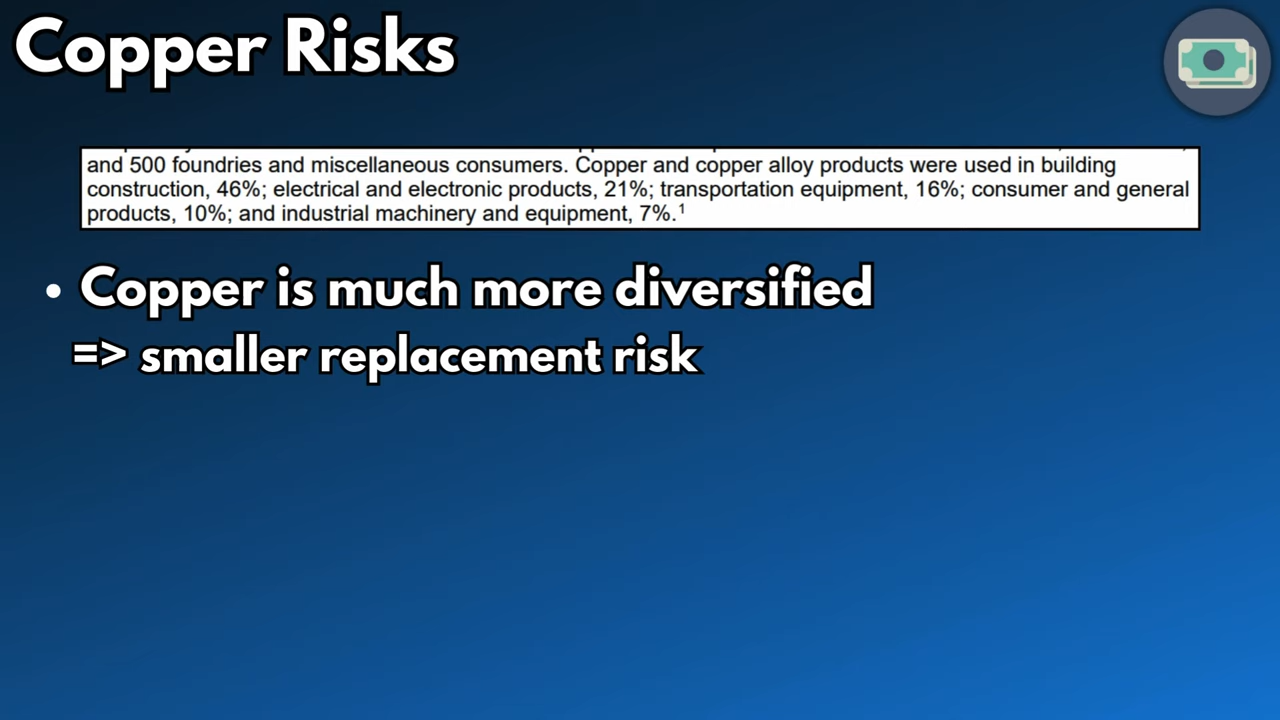 Copper Risks
and 500 foundries and miscellaneous consumers. Copper and copper alloy products were used in building
construction, 46%; electrical and electronic products, 21%; transportation equipment, 16%; consumer and general
products, 10%; and industrial machinery and equipment, 7%.¹
• Copper is much more diversified
=> smaller replacement risk